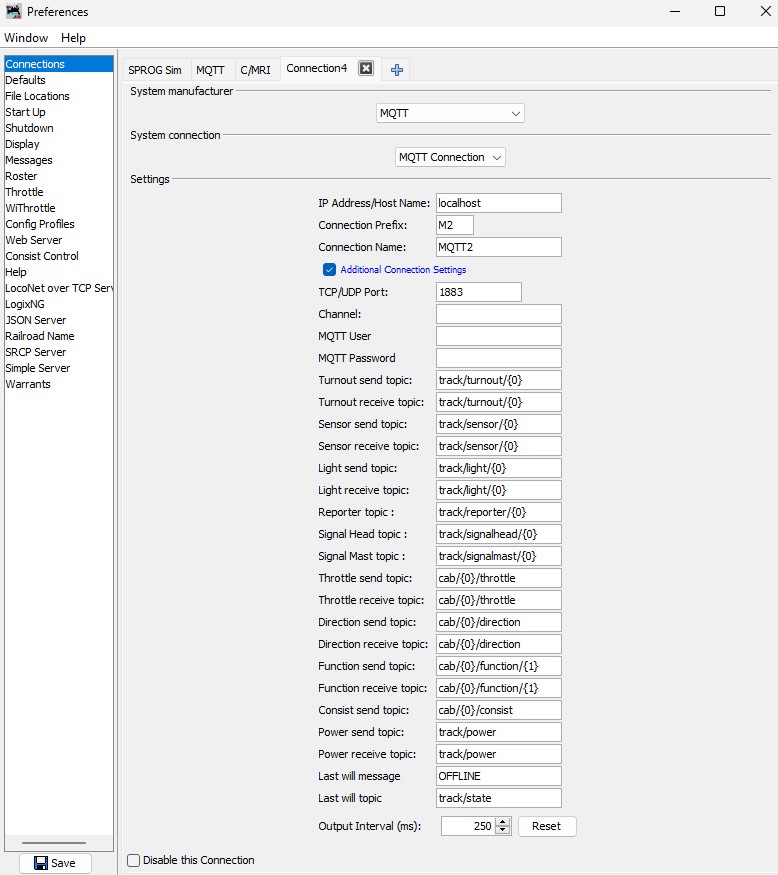 Preferences
Window Help
Connections
Defaults
File Locations
Start Up
Shutdown
Display
Messages
Roster
Throttle
WiThrottle
Config Profiles
Web Server
Consist Control
Help
LocoNet over TCP Serv
LogixNG
JSON Server
Railroad Name
SRCP Server
Simple Server
Warrants
Save
SPROG Sim MQTT C/MRI Connection4
System manufacturer
MQTT
System connection
MQTT Connection
Settings
IP Address/Host Name: localhost
Connection Prefix: M2
Connection Name: MQTT2
Additional Connection Settings
TCP/UDP Port: 1883
Channel:
MQTT User
MQTT Password
Turnout send topic: track/turnout/{0}
Turnout receive topic: track/turnout/{0}
Sensor send topic: track/sensor/{0}
Sensor receive topic: track/sensor/{0}
Light send topic: track/light/{0}
Light receive topic: track/light/{0}
Reporter topic : track/reporter/{0}
Signal Head topic : track/signalhead/{0}
Signal Mast topic : track/signalmast/{0}
Throttle send topic: cab/{0}/throttle
Throttle receive topic: cab/{0}/throttle
Direction send topic: cab/{0}/direction
Direction receive topic: cab/{0}/direction
Function send topic: cab/{0}/function/{1}
Function receive topic: cab/{0}/function/{1}
Consist send topic: cab/{0}/consist
Power send topic: track/power
Power receive topic: track/power
Last will message OFFLINE
Last will topic track/state
Output Interval (ms): 250 Reset
Disable this Connection